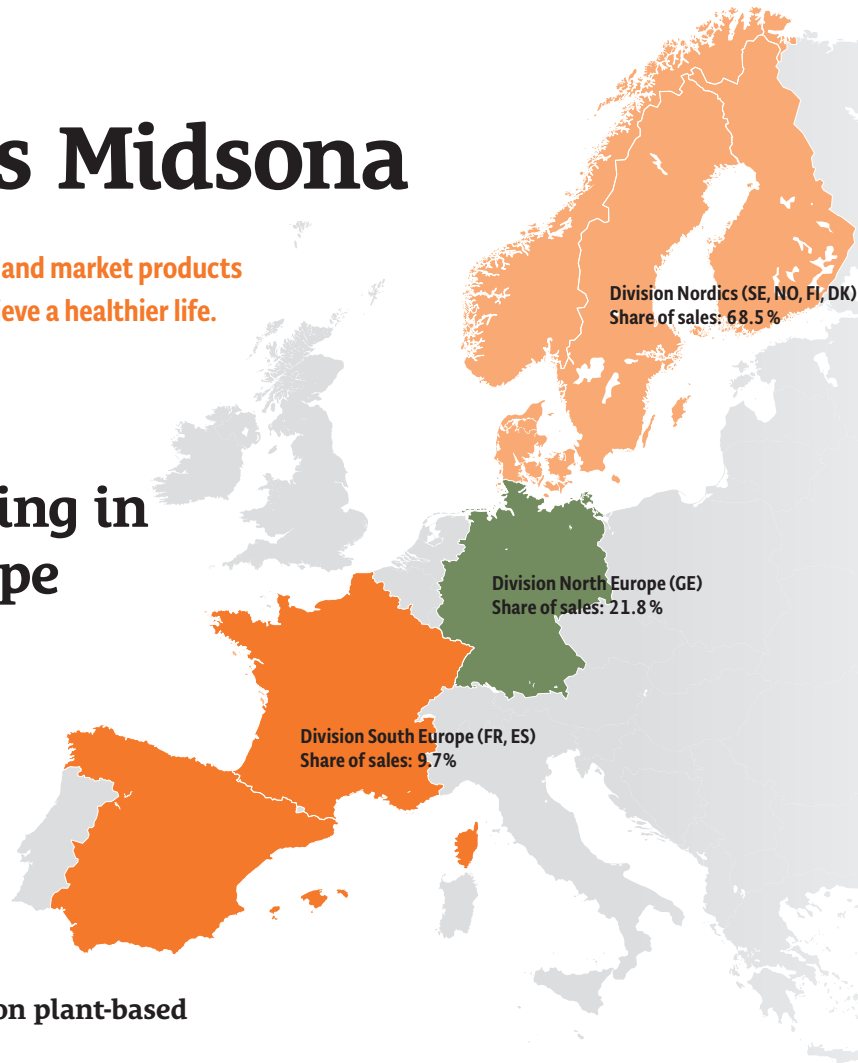 s Midsona
and market products
eve a healthier life.
Division Nordics (SE, NO, FI, DK)
Share of sales: 68.5 %
ing in
pe
Division North Europe (GE)
Share of sales: 21.8 %
Division South Europe (FR, ES)
Share of sales: 9.7%
on plant-based